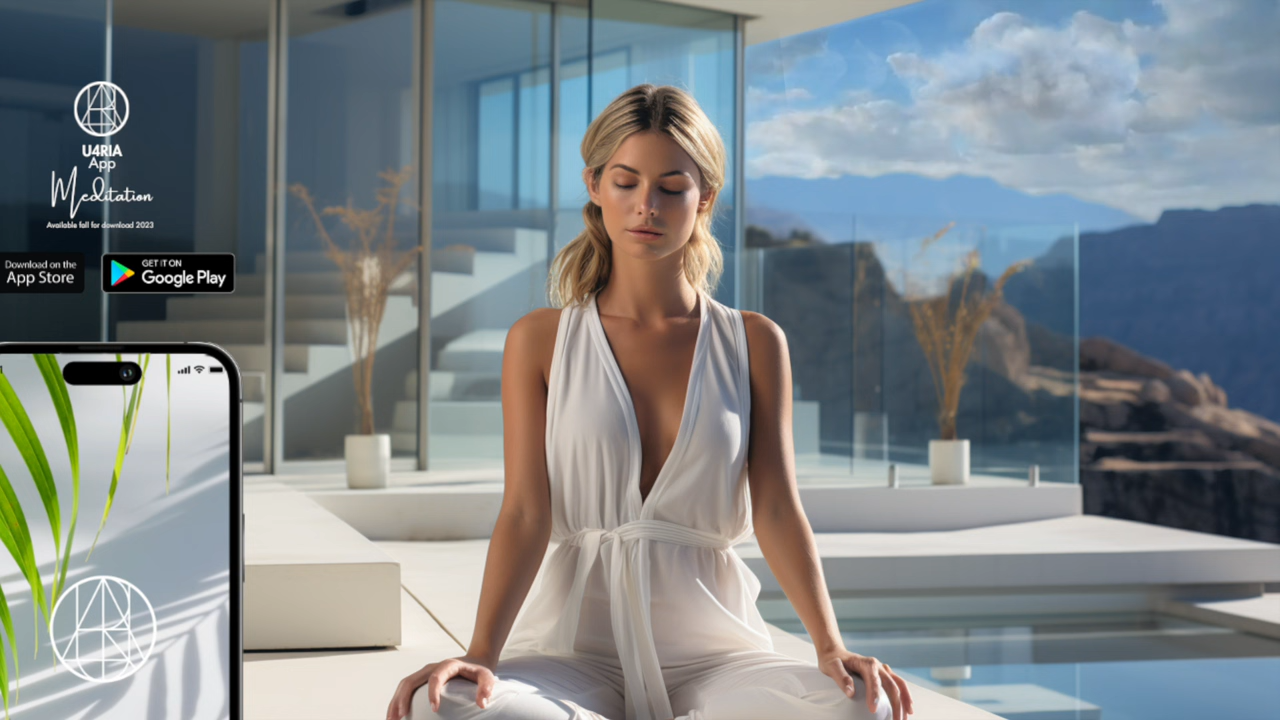 U4RIA
App
Meditation
Available fall for download 2023
Download on the
App Store
GET IT ON
Google Play